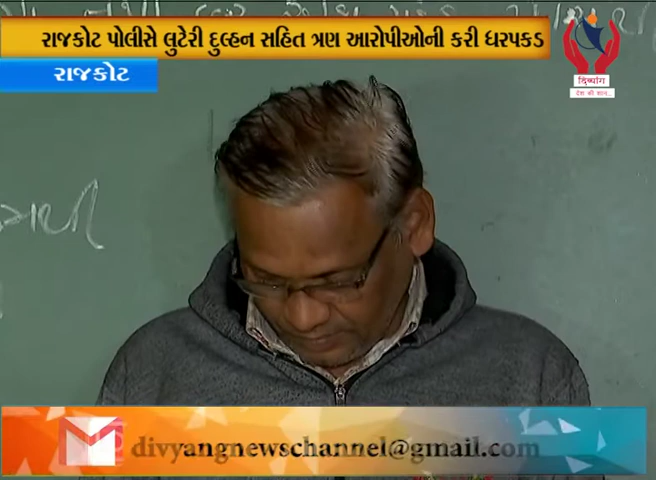 રાજકોટ પોલીસે લુટેરી દુલ્હન સહિત ત્રણ આરોપીઓની કરી ધરપકડ
રાજકોટ
दिव्यांग
divyangnewschannel@gmail.com